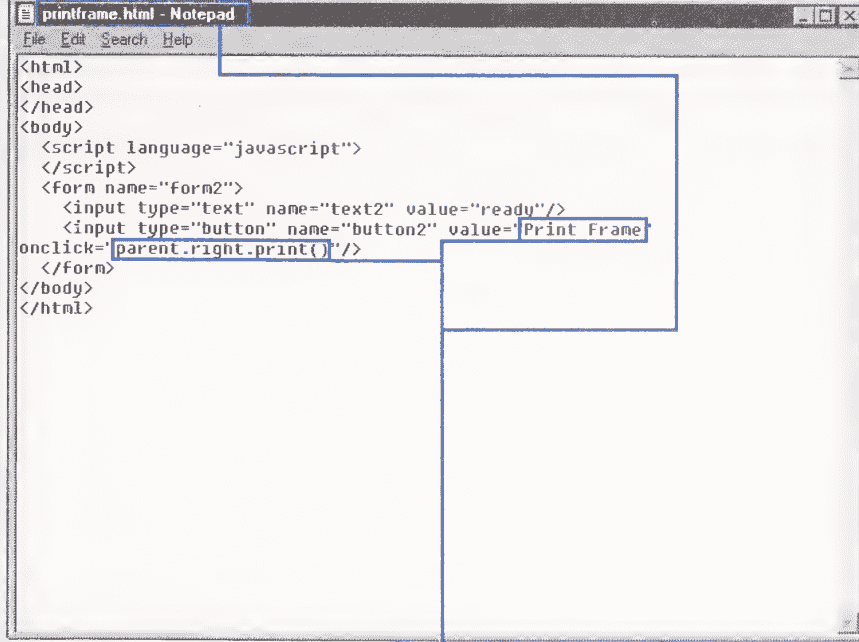 printframe.html - Notepad
File Edit Search Help
<html>
<head>
</head>
<body>
  <script language="javascript">
  </script>
  <form name="form2">
    <input type="text" name="text2" value="ready"/>
    <input type="button" name="button2" value="Print Frame"
onclick="parent.right.print()"/>
  </form>
</body>
</html>